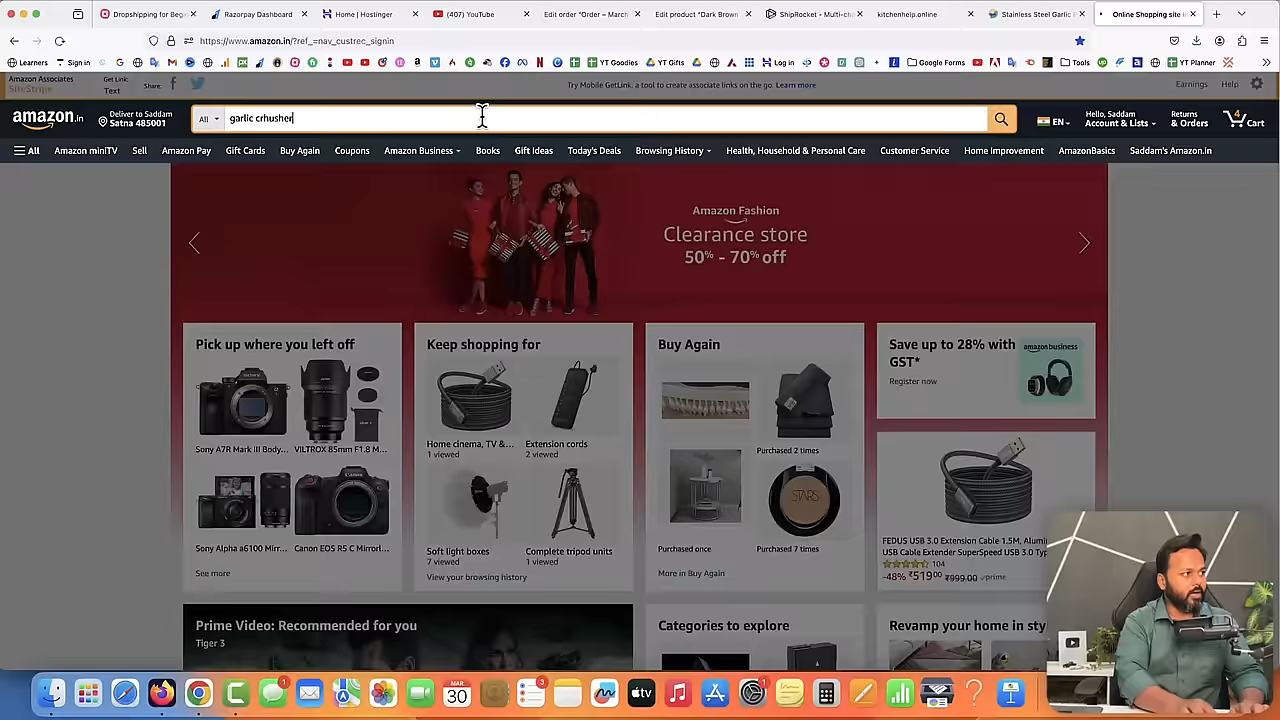 Dropshipping for Begin
Razorpay Dashboard
Home | Hostinger
(407) YouTube
Edit order "Order – March
Edit product "Dark Brown
ShipRocket - Multi-cha
kitchenhelp.online
Stainless Steel Garlic P
Online Shopping site i
https://www.amazon.in/?ref_=nav_custrec_signin
Learners
Sign in
YT Goodies
YT Gifts
Log in
Google Forms
Tools
YT Planner
Amazon Associates
SiteStripe
Get Link:
Text
Share:
Try Mobile GetLink, a tool to create associate links on the go. Learn more
Earnings
Help
amazon.in
Deliver to Saddam
Satna 485001
All
garlic crhusher
EN
Hello, Saddam
Account & Lists
Returns
& Orders
4
Cart
All
Amazon miniTV
Sell
Amazon Pay
Gift Cards
Buy Again
Coupons
Amazon Business
Books
Gift Ideas
Today's Deals
Browsing History
Health, Household & Personal Care
Customer Service
Home Improvement
AmazonBasics
Saddam's Amazon.in
Amazon Fashion
Clearance store
50% - 70% off
Pick up where you left off
Sony A7R Mark III Body...
VILTROX 85mm F1.8 M...
Sony Alpha a6100 Mirr...
Canon EOS R5 C Mirrorl...
See more
Keep shopping for
Home cinema, TV &...
1 viewed
Extension cords
2 viewed
Soft light boxes
7 viewed
Complete tripod units
1 viewed
View your browsing history
Buy Again
Purchased 2 times
STARS
Purchased once
Purchased 7 times
More in Buy Again
Save up to 28% with
GST*
Register now
amazonbusiness
FEDUS USB 3.0 Extension Cable 1.5M, Alumi
USB Cable Extender SuperSpeed USB 3.0 Typ
104
-48% ₹519.00 ₹999.00 prime
Prime Video: Recommended for you
Tiger 3
Categories to explore
Revamp your home in sty
1
MAR
30
3
tv
1